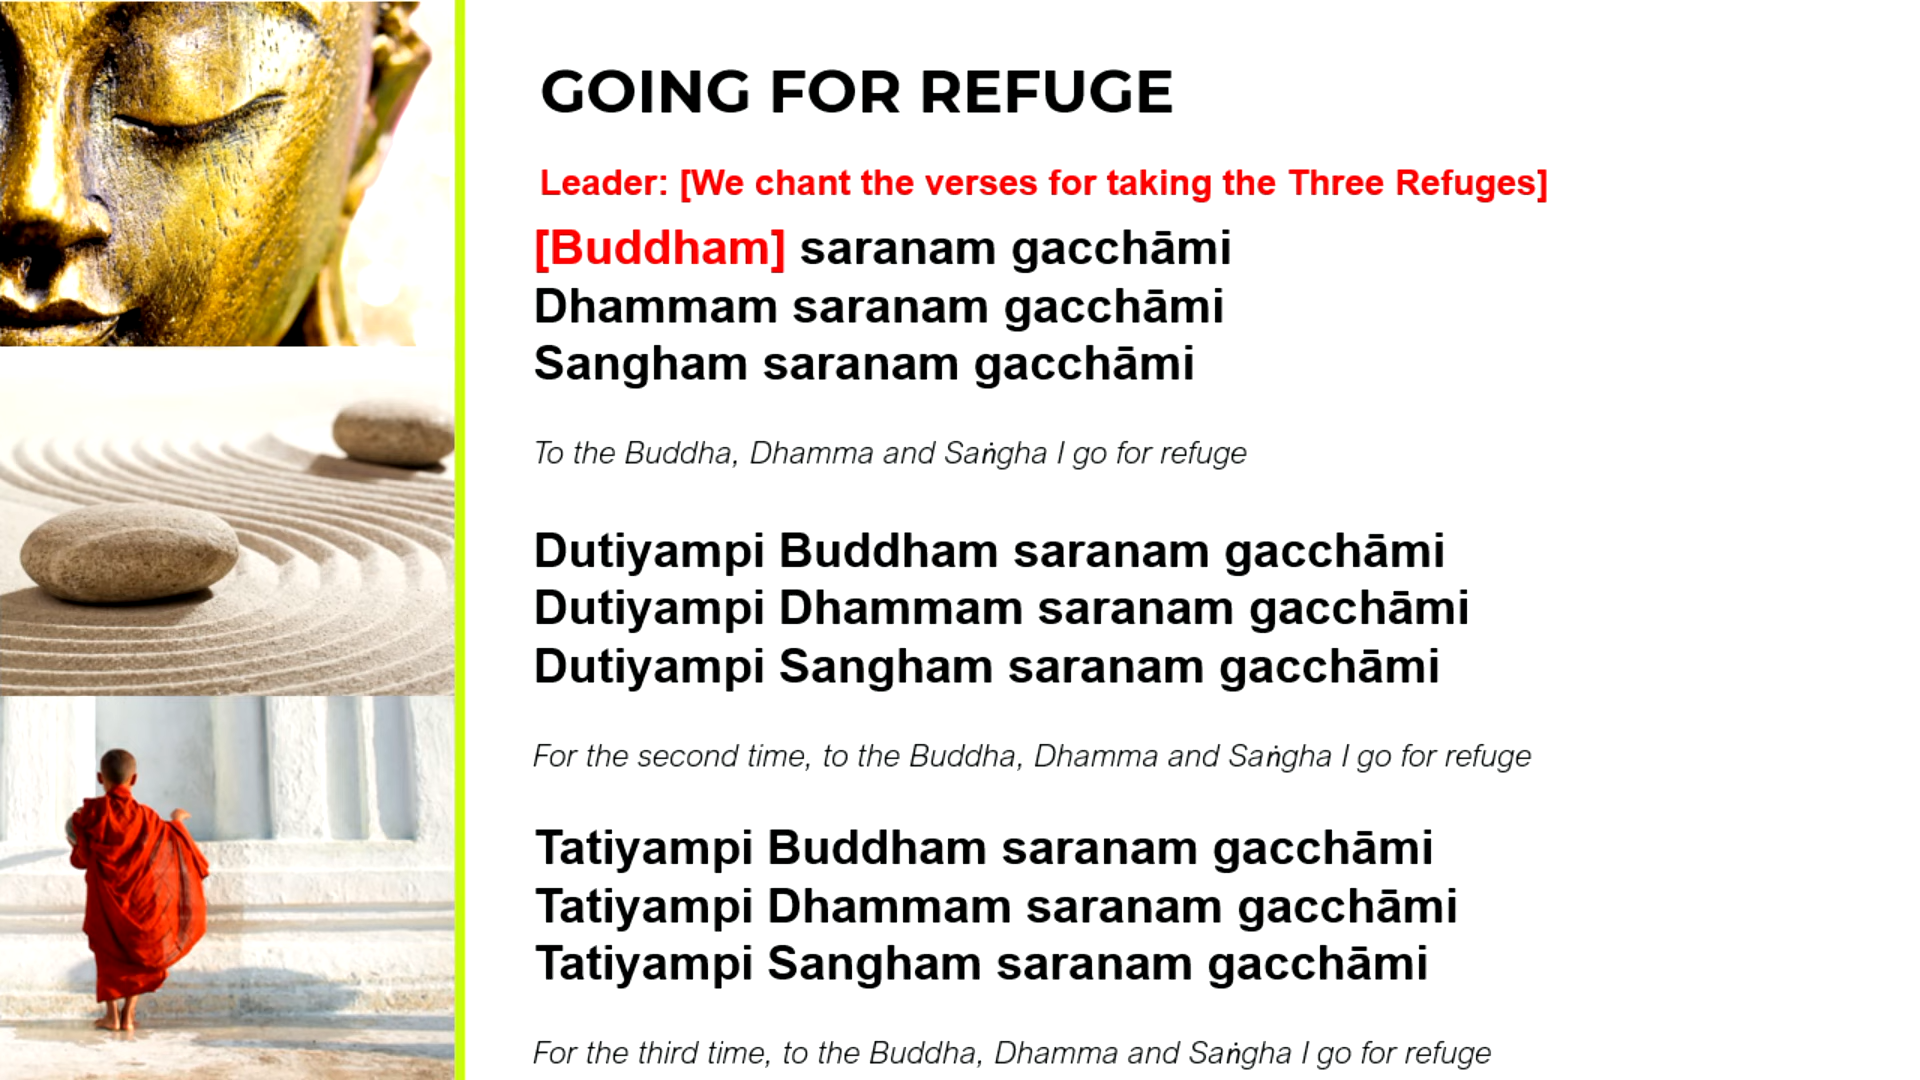 GOING FOR REFUGE
Leader: [We chant the verses for taking the Three Refuges]
[Buddham] saranam gacchāmi
Dhammam saranam gacchāmi
Sangham saranam gacchāmi
To the Buddha, Dhamma and Saṅgha I go for refuge
Dutiyampi Buddham saranam gacchāmi
Dutiyampi Dhammam saranam gacchāmi
Dutiyampi Sangham saranam gacchāmi
For the second time, to the Buddha, Dhamma and Saṅgha I go for refuge
Tatiyampi Buddham saranam gacchāmi
Tatiyampi Dhammam saranam gacchāmi
Tatiyampi Sangham saranam gacchāmi
For the third time, to the Buddha, Dhamma and Saṅgha I go for refuge